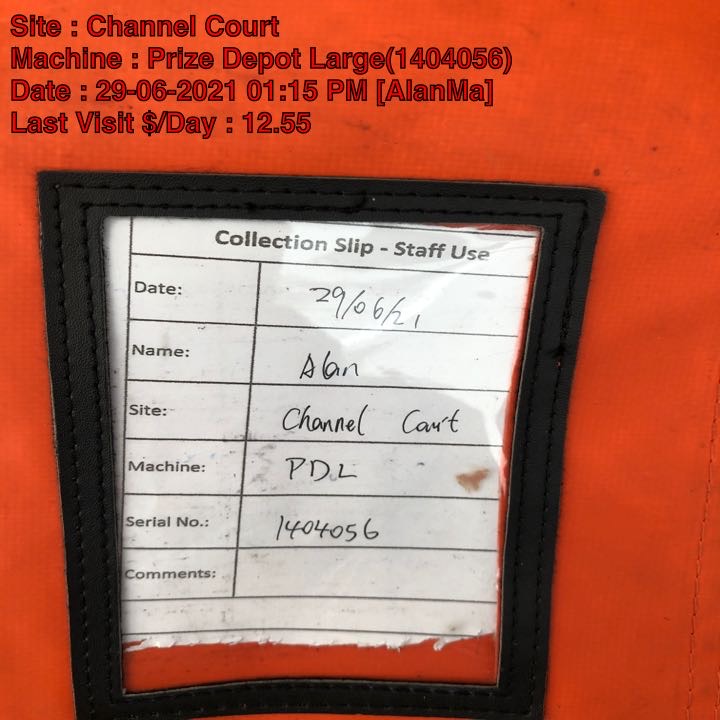 Site : Channel Court
Machine : Prize Depot Large(1404056)
Date : 29-06-2021 01:15 PM [AlanMa]
Last Visit $/Day : 12.55
Collection Slip - Staff Use
Date: 29/06/21
Name: Alan
Site: Channel Court
Machine: PDL
Serial No.: 1404056
Comments: